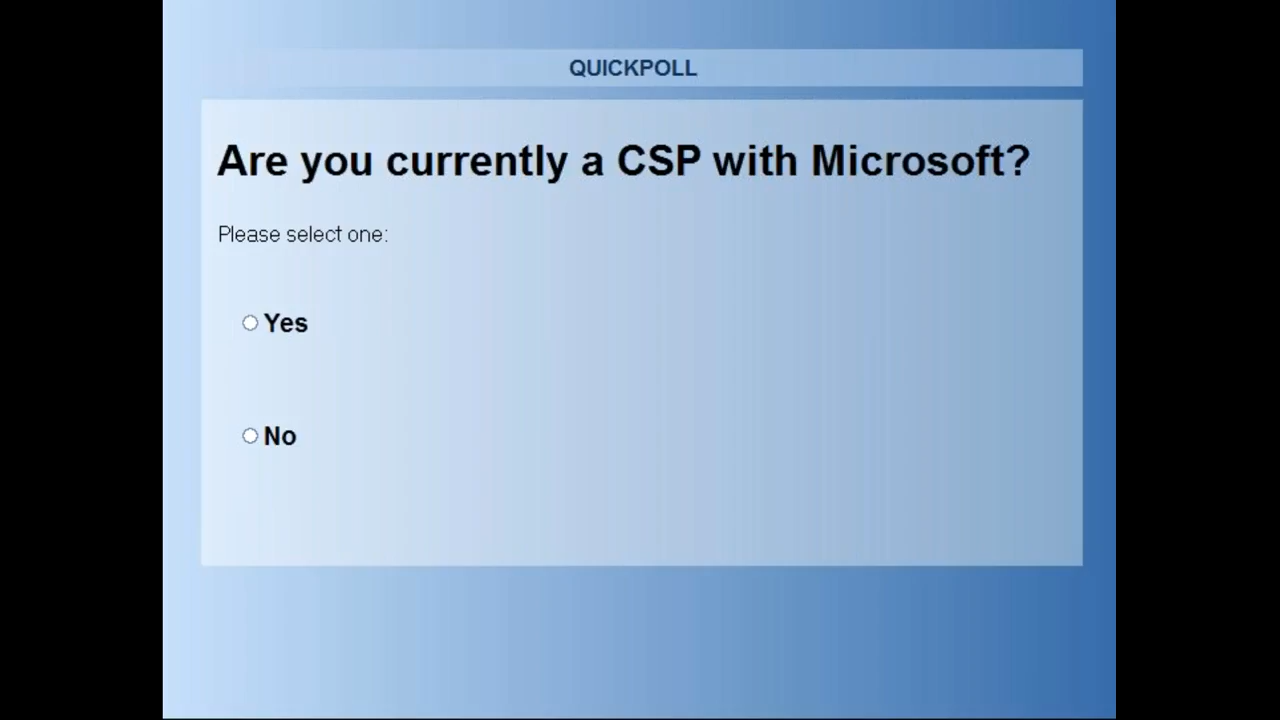 QUICKPOLL
Are you currently a CSP with Microsoft?
Please select one:
Yes
No